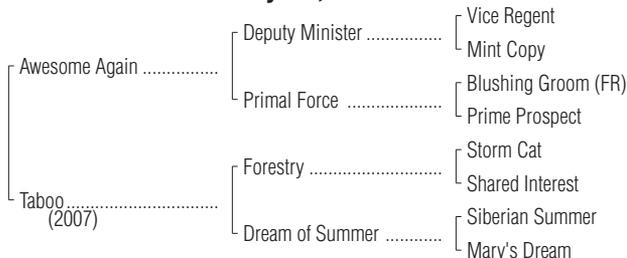 Vice Regent
Deputy Minister ................
Mint Copy
Awesome Again ................
Blushing Groom (FR)
Primal Force ....................
Prime Prospect
Storm Cat
Forestry ............................
Shared Interest
Taboo ................................
(2007)
Siberian Summer
Dream of Summer ............
Mary's Dream